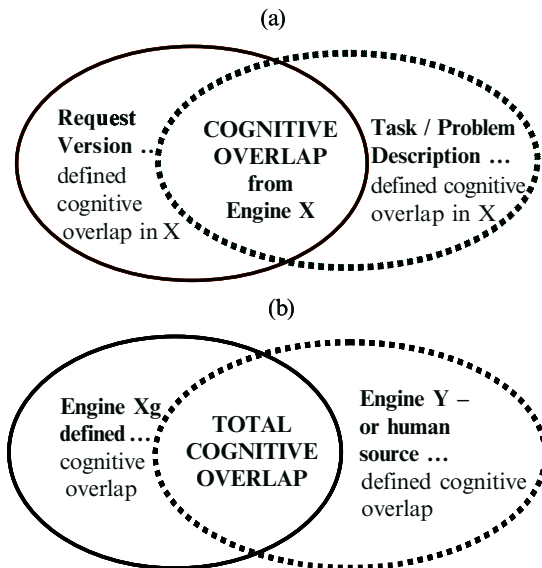 (a)
Request
Version ...
defined
cognitive
overlap in X
COGNITIVE
OVERLAP
from
Engine X
Task / Problem
Description ...
defined cognitive
overlap in X
(b)
Engine Xg
defined ...
cognitive
overlap
TOTAL
COGNITIVE
OVERLAP
Engine Y –
or human
source ...
defined cognitive
overlap